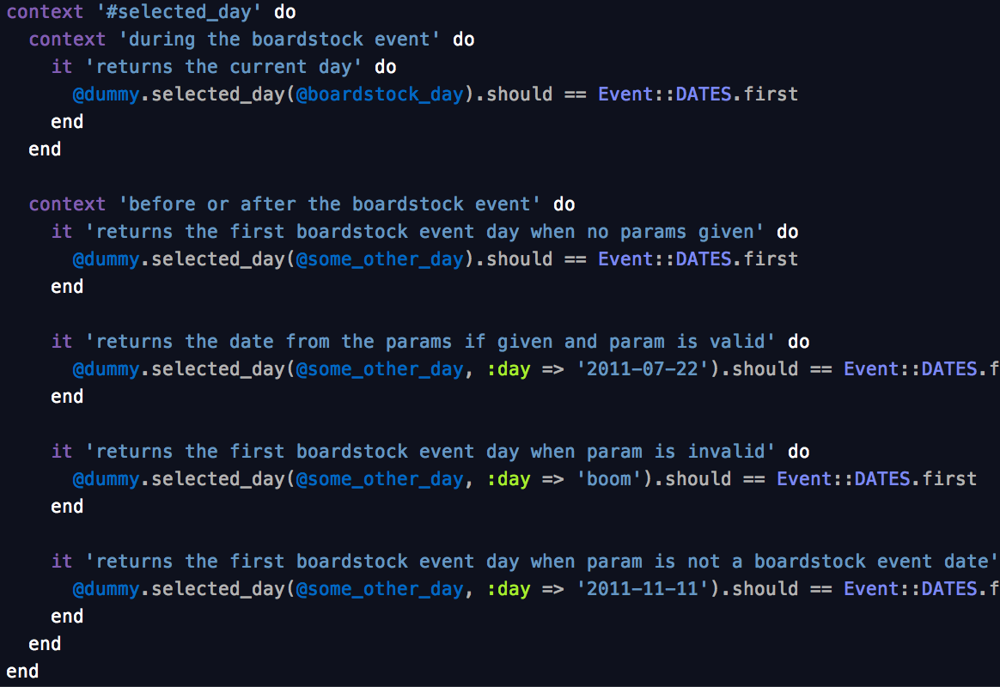 context '#selected_day' do
  context 'during the boardstock event' do
    it 'returns the current day' do
      @dummy.selected_day(@boardstock_day).should == Event::DATES.first
    end
  end

  context 'before or after the boardstock event' do
    it 'returns the first boardstock event day when no params given' do
      @dummy.selected_day(@some_other_day).should == Event::DATES.first
    end

    it 'returns the date from the params if given and param is valid' do
      @dummy.selected_day(@some_other_day, :day => '2011-07-22').should == Event::DATES.f
    end

    it 'returns the first boardstock event day when param is invalid' do
      @dummy.selected_day(@some_other_day, :day => 'boom').should == Event::DATES.first
    end

    it 'returns the first boardstock event day when param is not a boardstock event date'
      @dummy.selected_day(@some_other_day, :day => '2011-11-11').should == Event::DATES.f
    end
  end
end